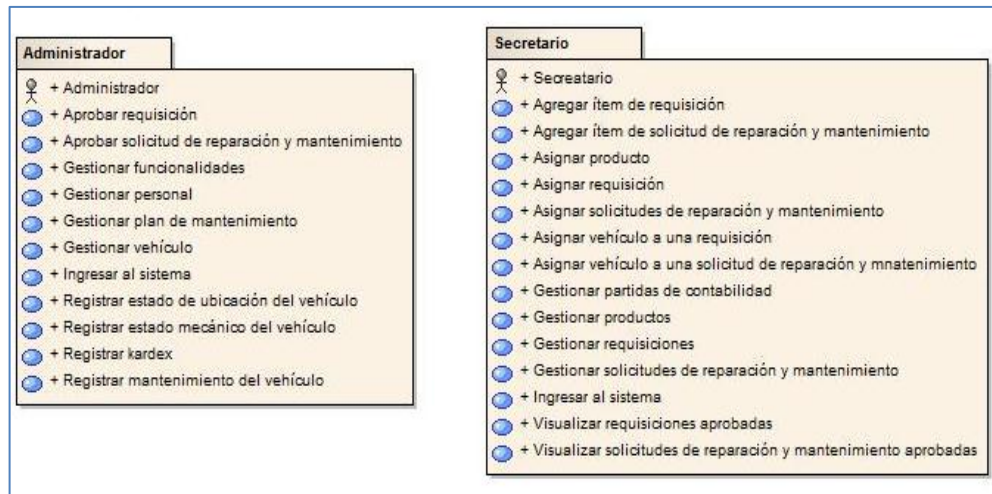 Administrador
+ Administrador
+ Aprobar requisición
+ Aprobar solicitud de reparación y mantenimiento
+ Gestionar funcionalidades
+ Gestionar personal
+ Gestionar plan de mantenimiento
+ Gestionar vehículo
+ Ingresar al sistema
+ Registrar estado de ubicación del vehículo
+ Registrar estado mecánico del vehículo
+ Registrar kardex
+ Registrar mantenimiento del vehículo
Secretario
+ Secreatario
+ Agregar ítem de requisición
+ Agregar ítem de solicitud de reparación y mantenimiento
+ Asignar producto
+ Asignar requisición
+ Asignar solicitudes de reparación y mantenimiento
+ Asignar vehículo a una requisición
+ Asignar vehículo a una solicitud de reparación y mnatenimiento
+ Gestionar partidas de contabilidad
+ Gestionar productos
+ Gestionar requisiciones
+ Gestionar solicitudes de reparación y mantenimiento
+ Ingresar al sistema
+ Visualizar requisiciones aprobadas
+ Visualizar solicitudes de reparación y mantenimiento aprobadas